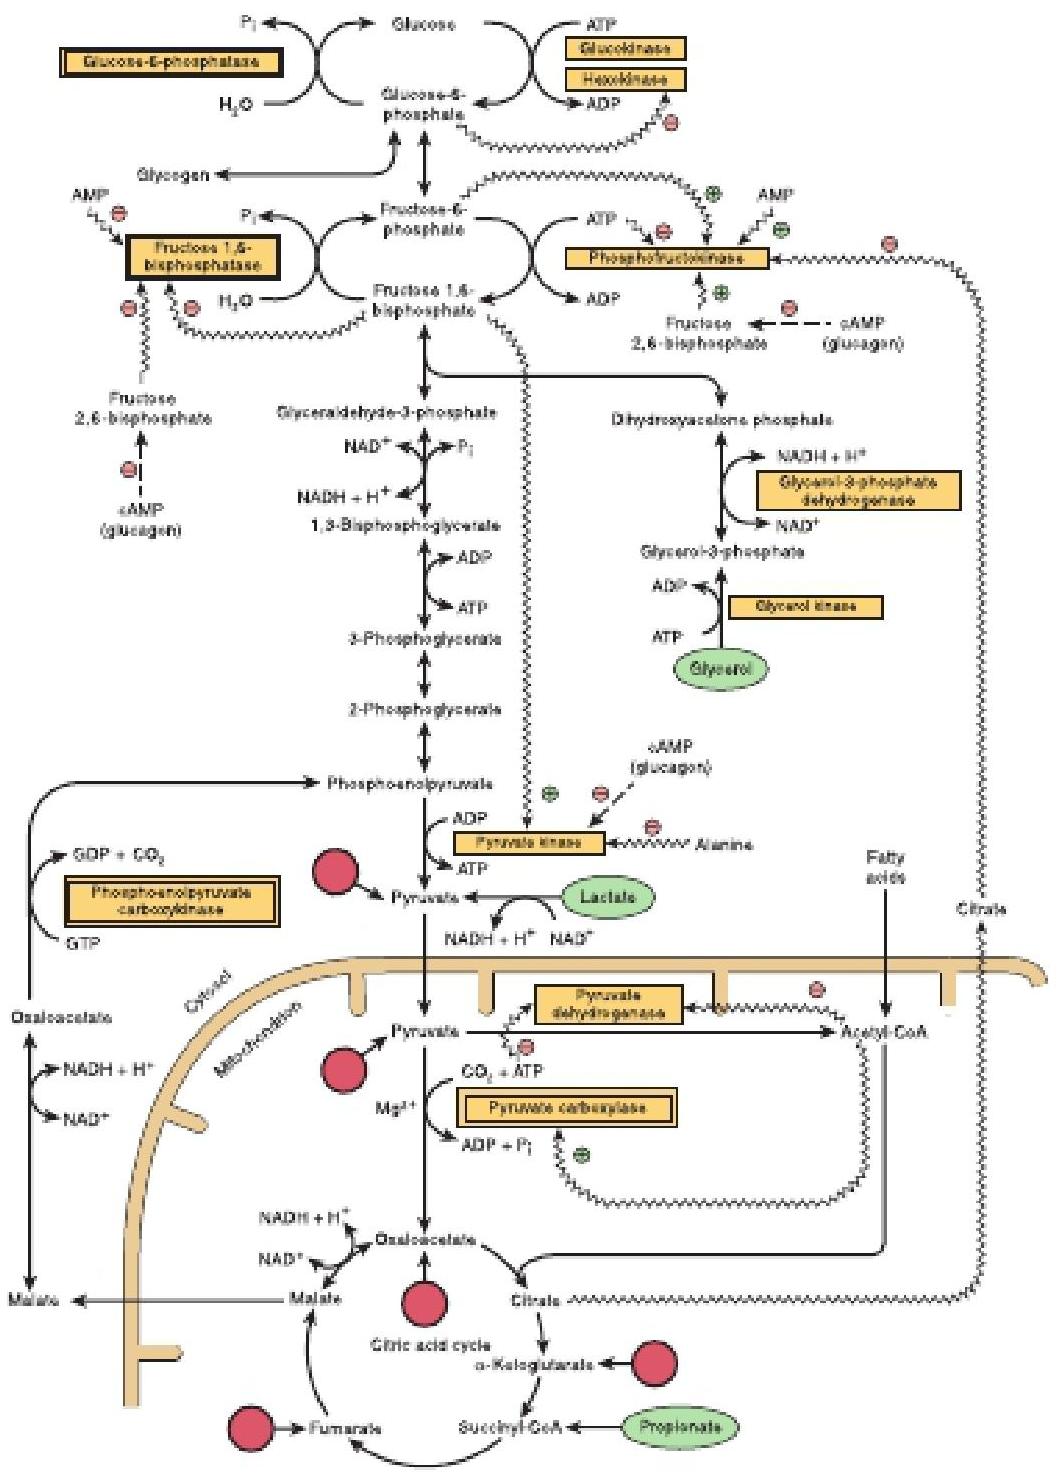 Pi
Glucose
ATP
Glucokinase
Glucose-6-phosphatase
Hexokinase
H2O
Glucose-6-
phosphate
ADP
Glycogen
AMP
Pi
Fructose-6-
phosphate
ATP
AMP
Fructose 1,6-
bisphosphatase
Phosphofructokinase
H2O
Fructose 1,6-
bisphosphate
ADP
Fructose
2,6-bisphosphate
cAMP
(glucagon)
Fructose
2,6-bisphosphate
Glyceraldehyde-3-phosphate
Dihydroxyacetone phosphate
NAD+
Pi
NADH + H+
Glycerol-3-phosphate
dehydrogenase
NADH + H+
cAMP
(glucagon)
1,3-Bisphosphoglycerate
NAD+
Glycerol-3-phosphate
ADP
ADP
Glycerol kinase
ATP
ATP
3-Phosphoglycerate
Glycerol
2-Phosphoglycerate
cAMP
(glucagon)
Phosphoenolpyruvate
ADP
Pyruvate kinase
Alanine
GDP + CO2
ATP
Fatty
acids
Phosphoenolpyruvate
carboxykinase
Pyruvate
Lactate
Citrate
GTP
NADH + H+
NAD+
Cytosol
Mitochondrion
Pyruvate
dehydrogenase
Oxaloacetate
Pyruvate
Acetyl-CoA
NADH + H+
CO2 + ATP
Mg2+
Pyruvate carboxylase
NAD+
ADP + Pi
NADH + H+
Oxaloacetate
NAD+
Malate
Malate
Citrate
Citric acid cycle
α-Ketoglutarate
Fumarate
Succinyl-CoA
Propionate